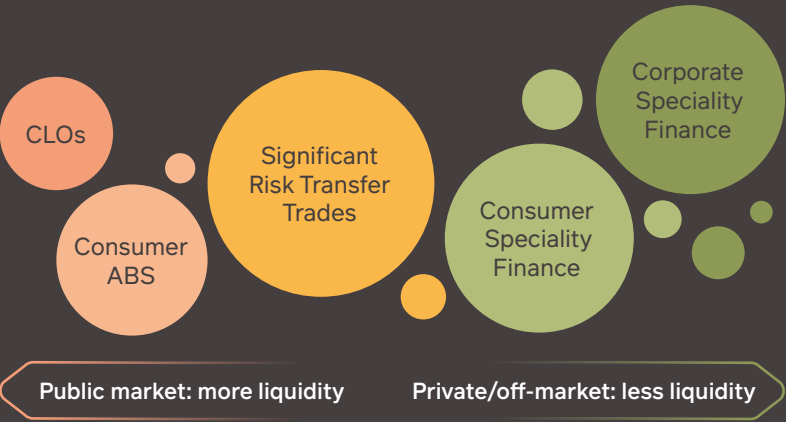 CLOs
Consumer
ABS
Significant
Risk Transfer
Trades
Consumer
Speciality
Finance
Corporate
Speciality
Finance
Public market: more liquidity
Private/off-market: less liquidity